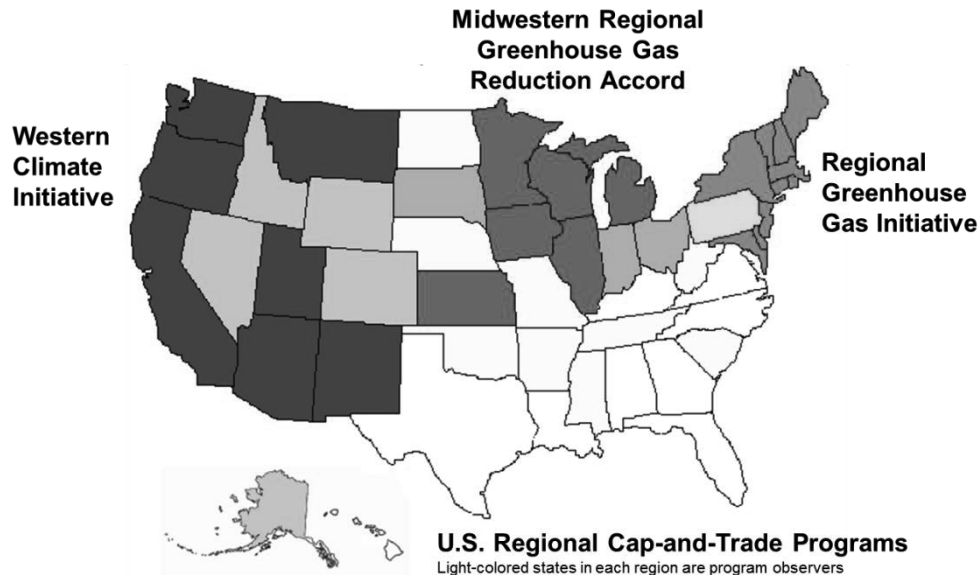 Midwestern Regional
Greenhouse Gas
Reduction Accord
Western
Climate
Initiative
Regional
Greenhouse
Gas Initiative
U.S. Regional Cap-and-Trade Programs
Light-colored states in each region are program observers